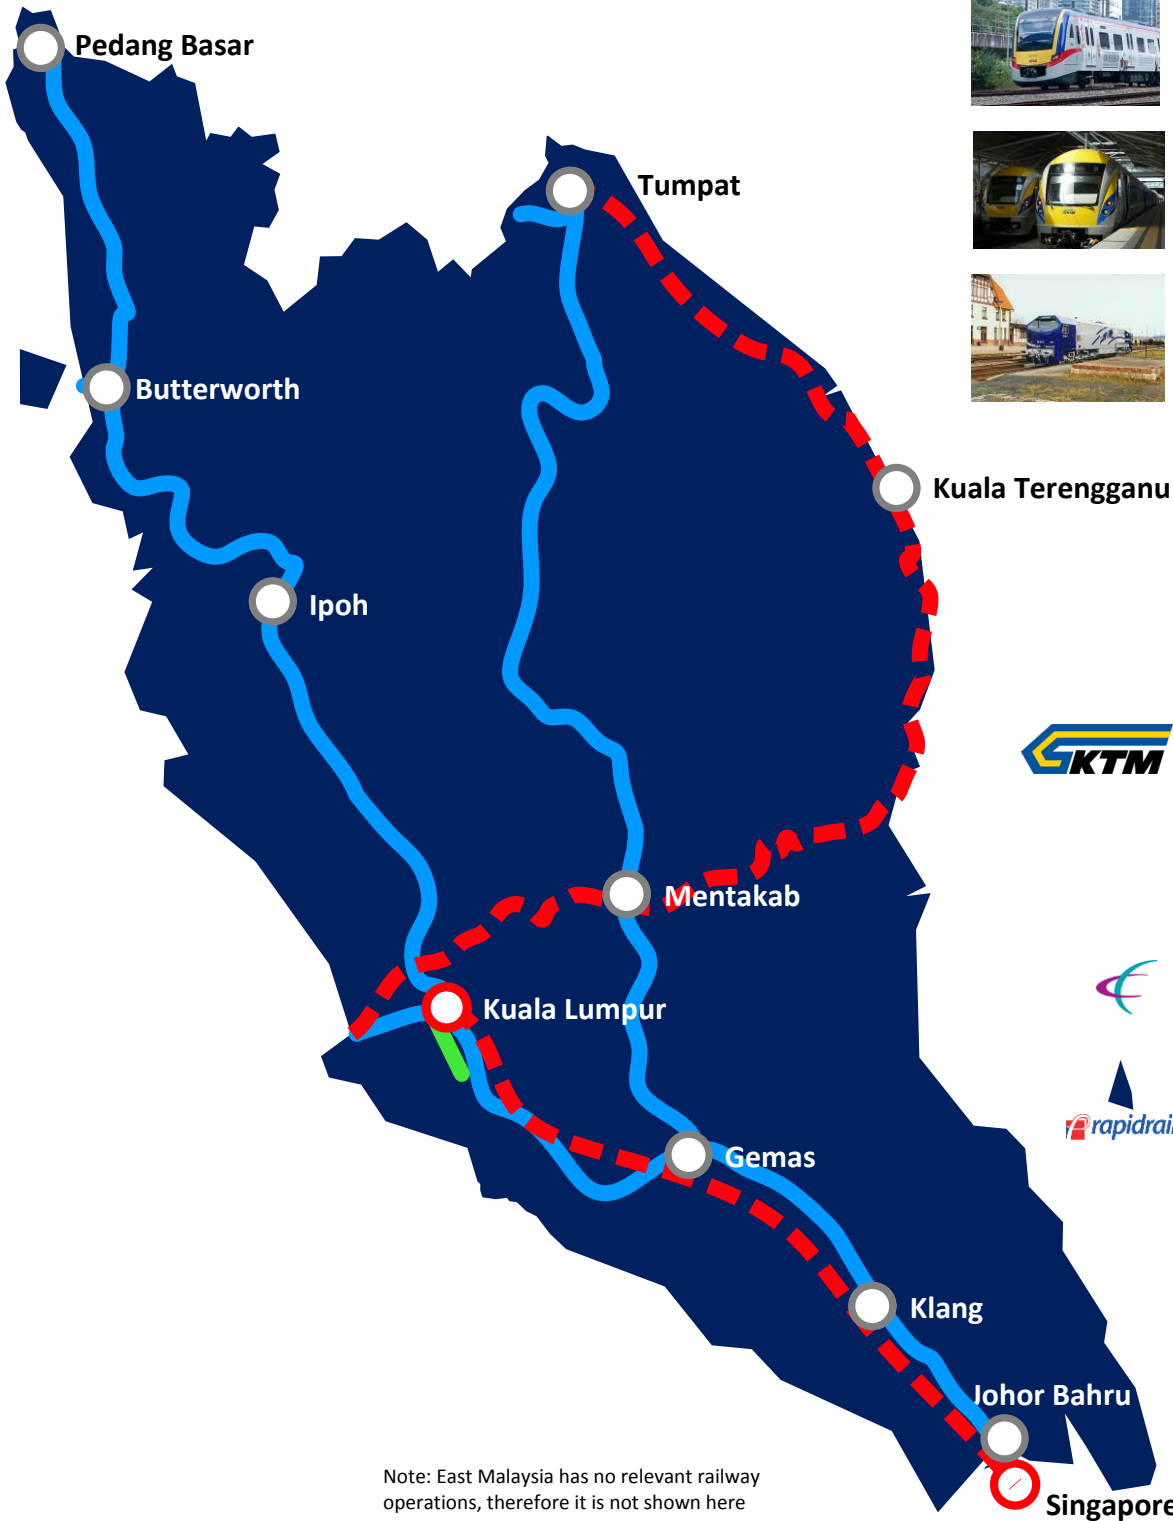 Pedang Basar
Tumpat
Butterworth
Kuala Terengganu
Ipoh
KTM
Mentakab
Kuala Lumpur
rapidrail
Gemas
Klang
Johor Bahru
Note: East Malaysia has no relevant railway
operations, therefore it is not shown here
Singapore